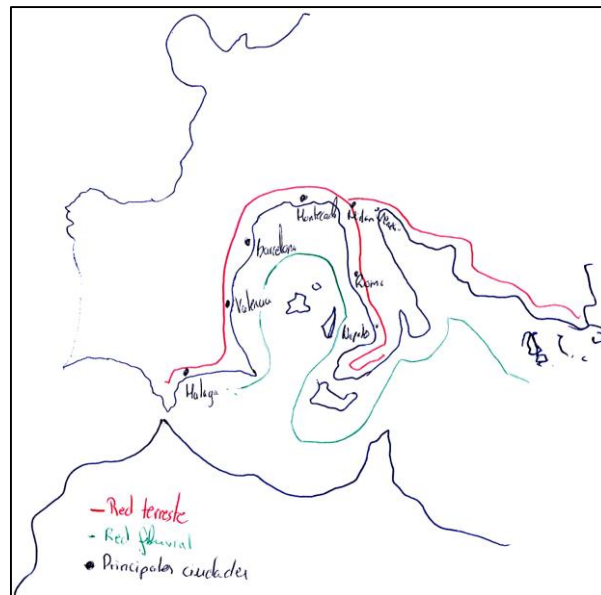 Montecarlo
Milan
Barcelona
Roma
Valencia
Napoles
Malaga
Red terreste
Red fluvial
Principales ciudades